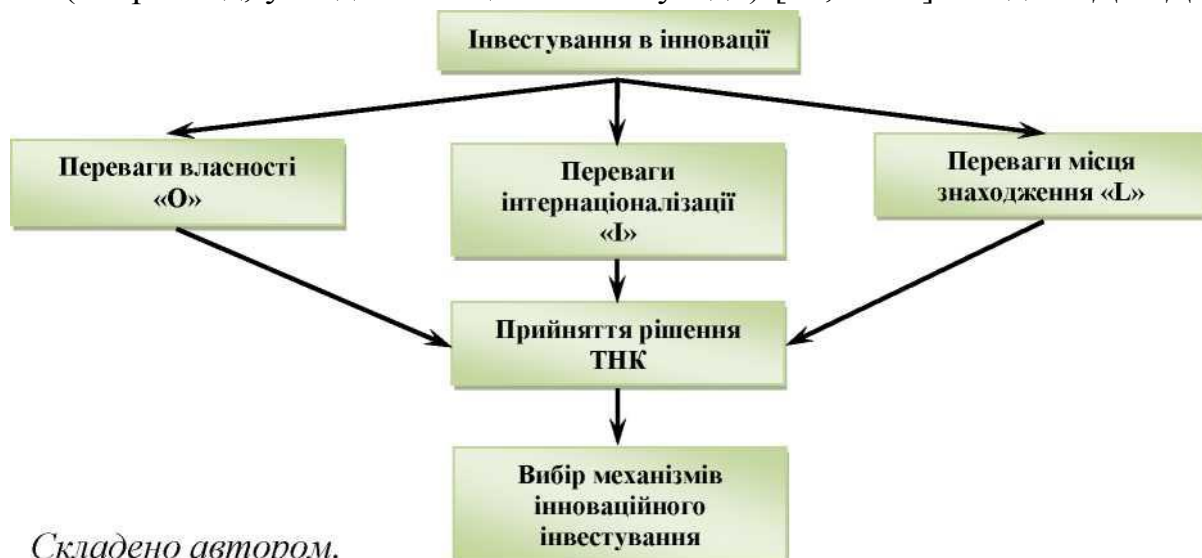 Інвестування в інновації
Переваги власності
«O»
Переваги
інтернаціоналізації
«I»
Переваги місця
знаходження «L»
Прийняття рішення
ТНК
Вибір механізмів
інноваційного
інвестування
Складено автором.